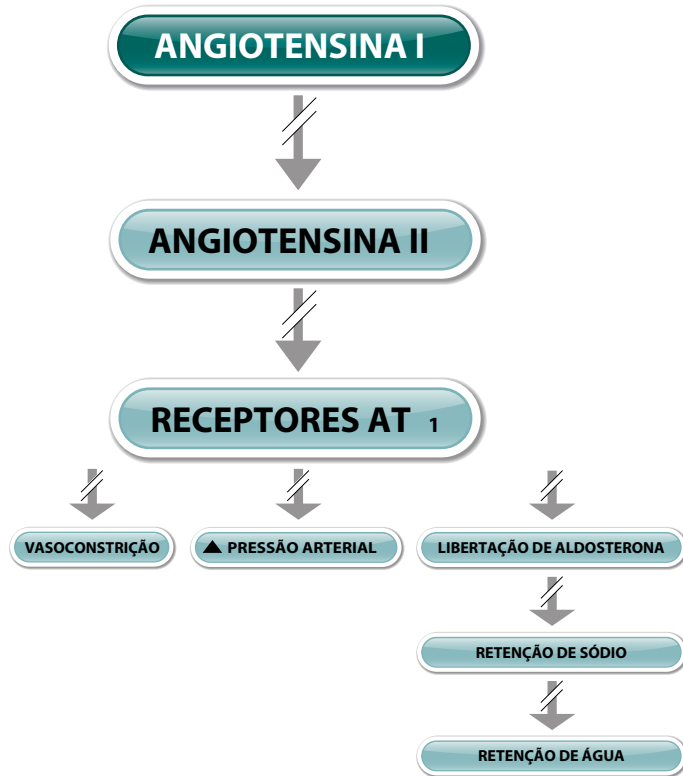 ANGIOTENSINA I
ANGIOTENSINA II
RECEPTORES AT 1
VASOCONSTRIÇÃO
▲ PRESSÃO ARTERIAL
LIBERTAÇÃO DE ALDOSTERONA
RETENÇÃO DE SÓDIO
RETENÇÃO DE ÁGUA